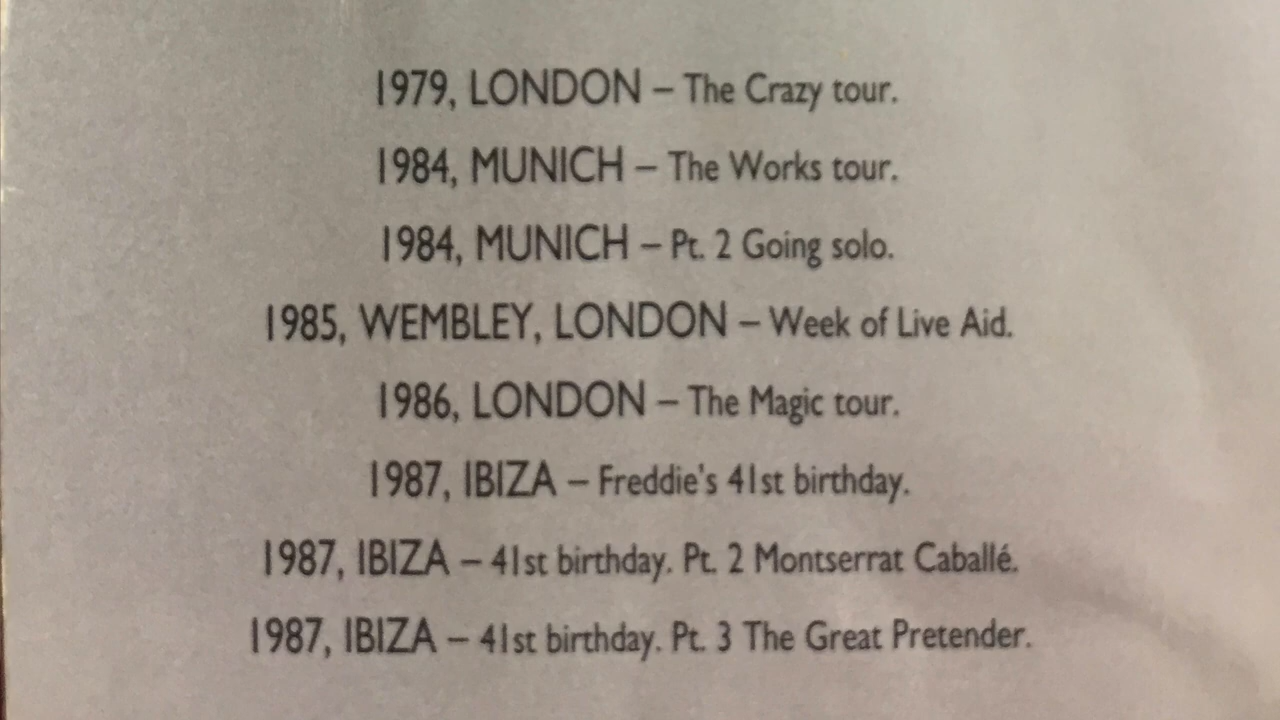 1979, LONDON – The Crazy tour.
1984, MUNICH – The Works tour.
1984, MUNICH – Pt. 2 Going solo.
1985, WEMBLEY, LONDON – Week of Live Aid.
1986, LONDON – The Magic tour.
1987, IBIZA – Freddie's 41st birthday.
1987, IBIZA – 41st birthday. Pt. 2 Montserrat Caballé.
1987, IBIZA – 41st birthday. Pt. 3 The Great Pretender.